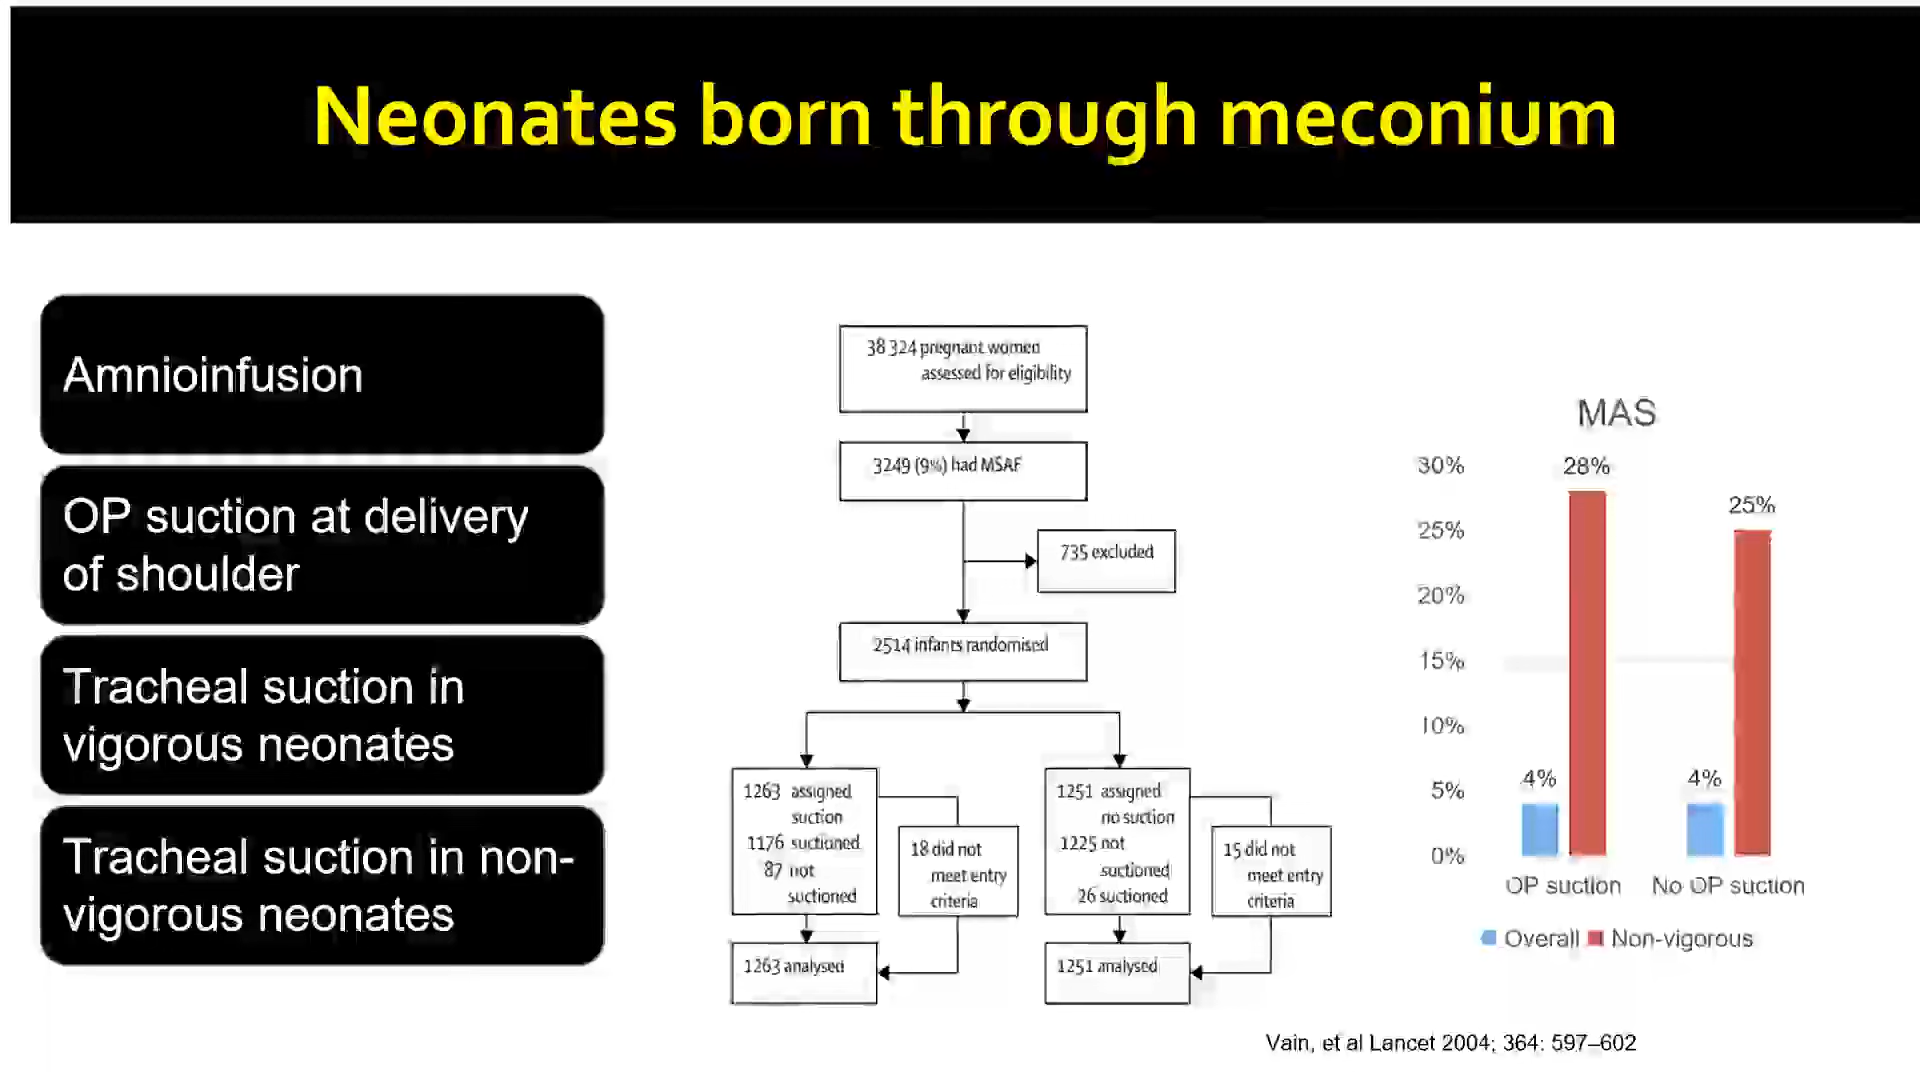 Neonates born through meconium
Amnioinfusion
OP suction at delivery
of shoulder
Tracheal suction in
vigorous neonates
Tracheal suction in non-
vigorous neonates
38 324 pregnant women
assessed for eligibility
3249 (9%) had MSAF
735 excluded
2514 infants randomised
1263 assigned
suction
1176 suctioned
87 not
suctioned
18 did not
meet entry
criteria
1263 analysed
1251 assigned
no suction
1225 not
suctioned
26 suctioned
15 did not
meet entry
criteria
1251 analysed
MAS
30%
25%
20%
15%
10%
5%
0%
28%
25%
4%
4%
OP suction
No OP suction
Overall
Non-vigorous
Vain, et al Lancet 2004; 364: 597–602